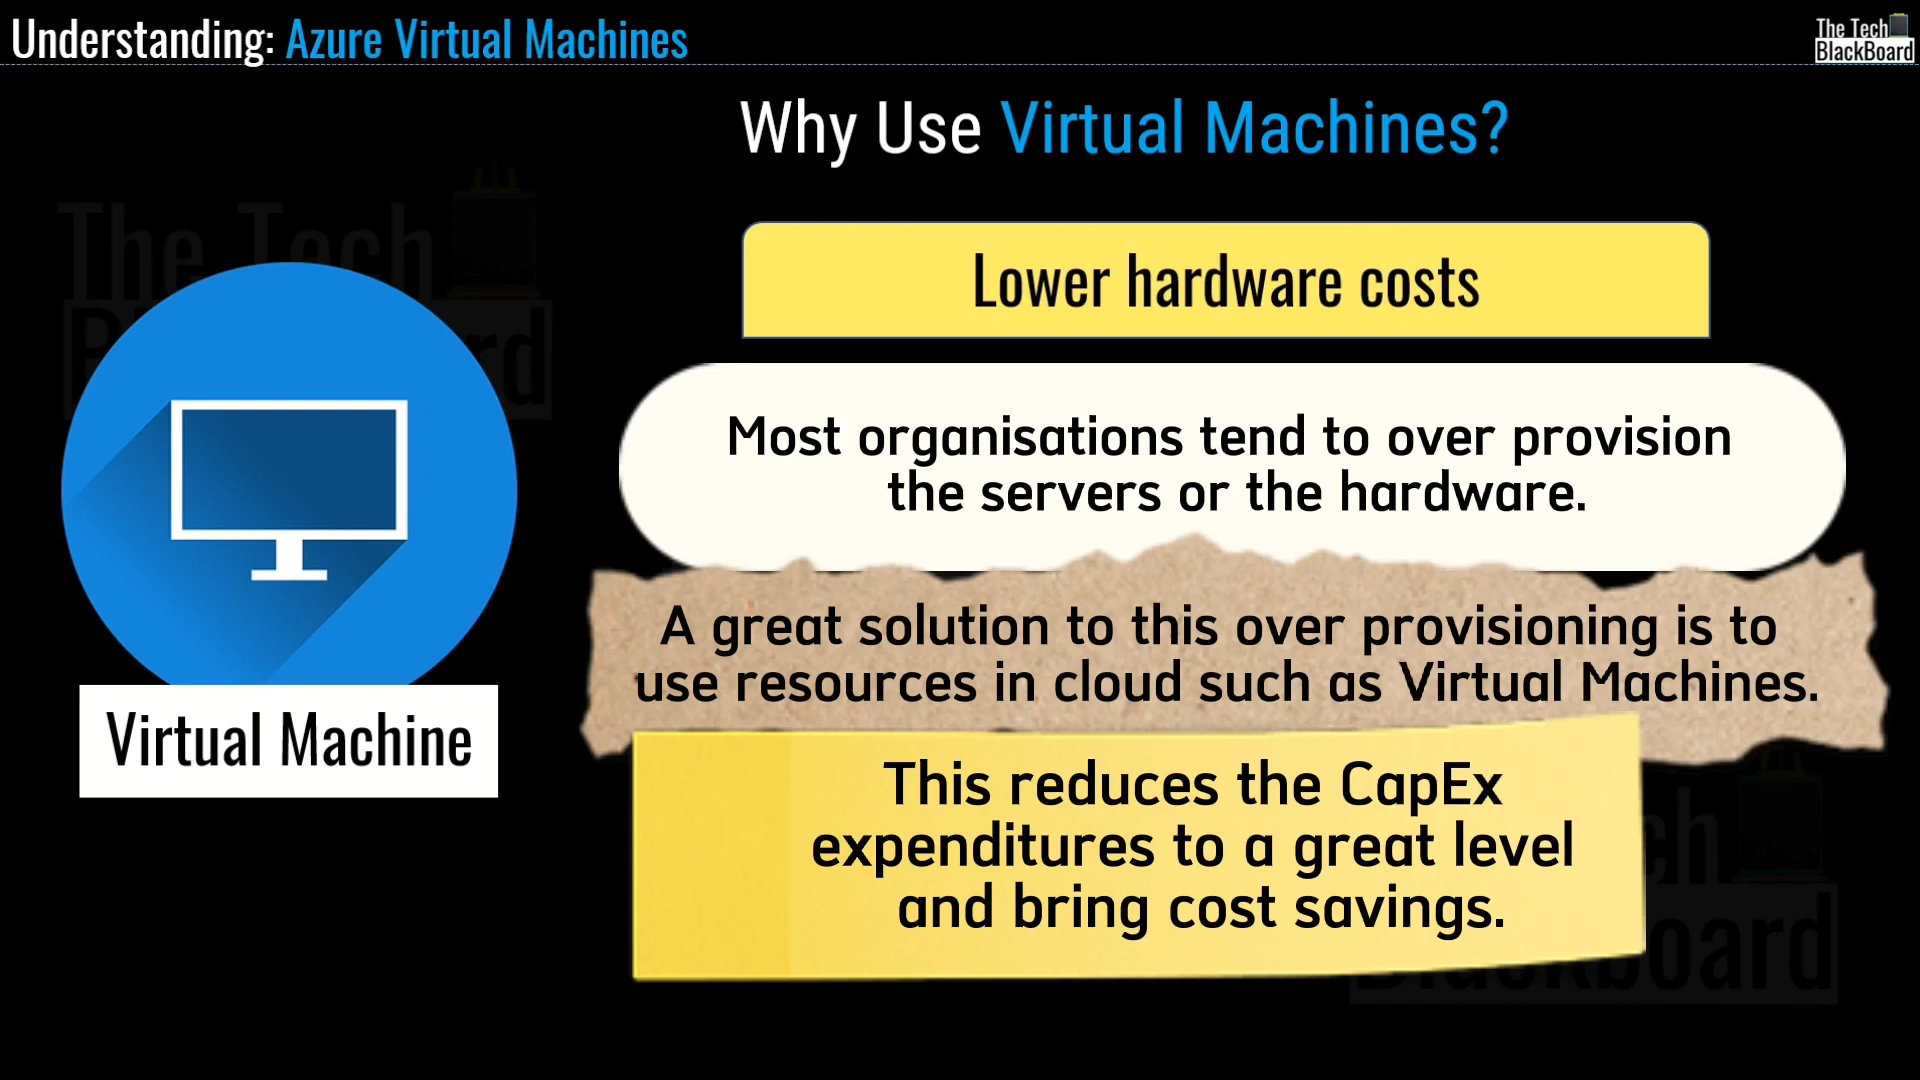 Understanding: Azure Virtual Machines
The Tech
BlackBoard
Why Use Virtual Machines?
Lower hardware costs
Most organisations tend to over provision
the servers or the hardware.
A great solution to this over provisioning is to
use resources in cloud such as Virtual Machines.
This reduces the CapEx
expenditures to a great level
and bring cost savings.
Virtual Machine
The Tech